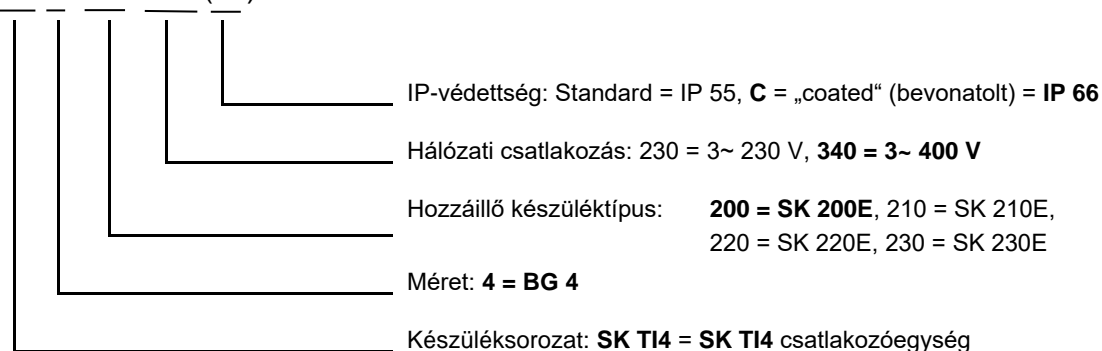 IP-védettség: Standard = IP 55, C = „coated“ (bevonatolt) = IP 66
Hálózati csatlakozás: 230 = 3~ 230 V, 340 = 3~ 400 V
Hozzáillő készüléktípus: 200 = SK 200E, 210 = SK 210E,
220 = SK 220E, 230 = SK 230E
Méret: 4 = BG 4
Készüléksorozat: SK TI4 = SK TI4 csatlakozóegység